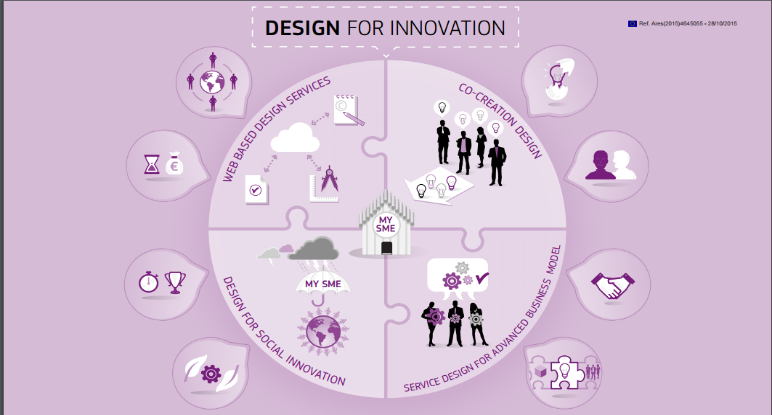 DESIGN FOR INNOVATION
Ref. Ares(2015)4645055 - 28/10/2015
WEB BASED DESIGN SERVICES
CO-CREATION DESIGN
MY
SME
MY SME
DESIGN FOR SOCIAL INNOVATION
SERVICE DESIGN FOR ADVANCED BUSINESS MODEL